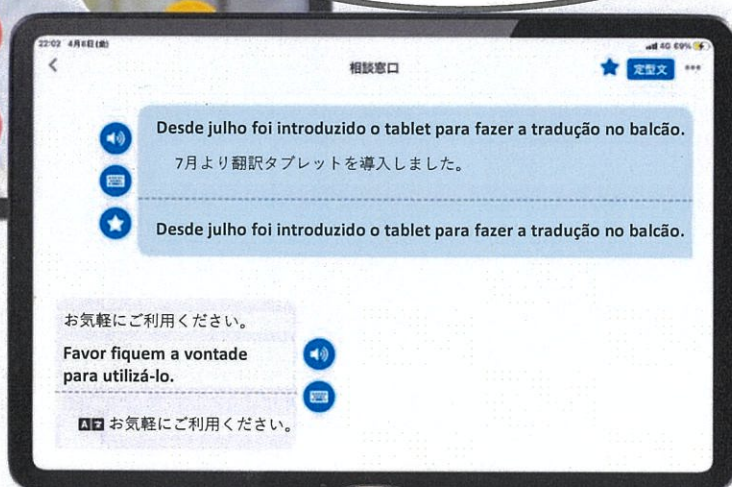 22:02 4月6日(金)
4G 69%
相談窓口
定型文
Desde julho foi introduzido o tablet para fazer a tradução no balcão.
7月より翻訳タブレットを導入しました。
Desde julho foi introduzido o tablet para fazer a tradução no balcão.
お気軽にご利用ください。
Favor fiquem a vontade
para utilizá-lo.
お気軽にご利用ください。